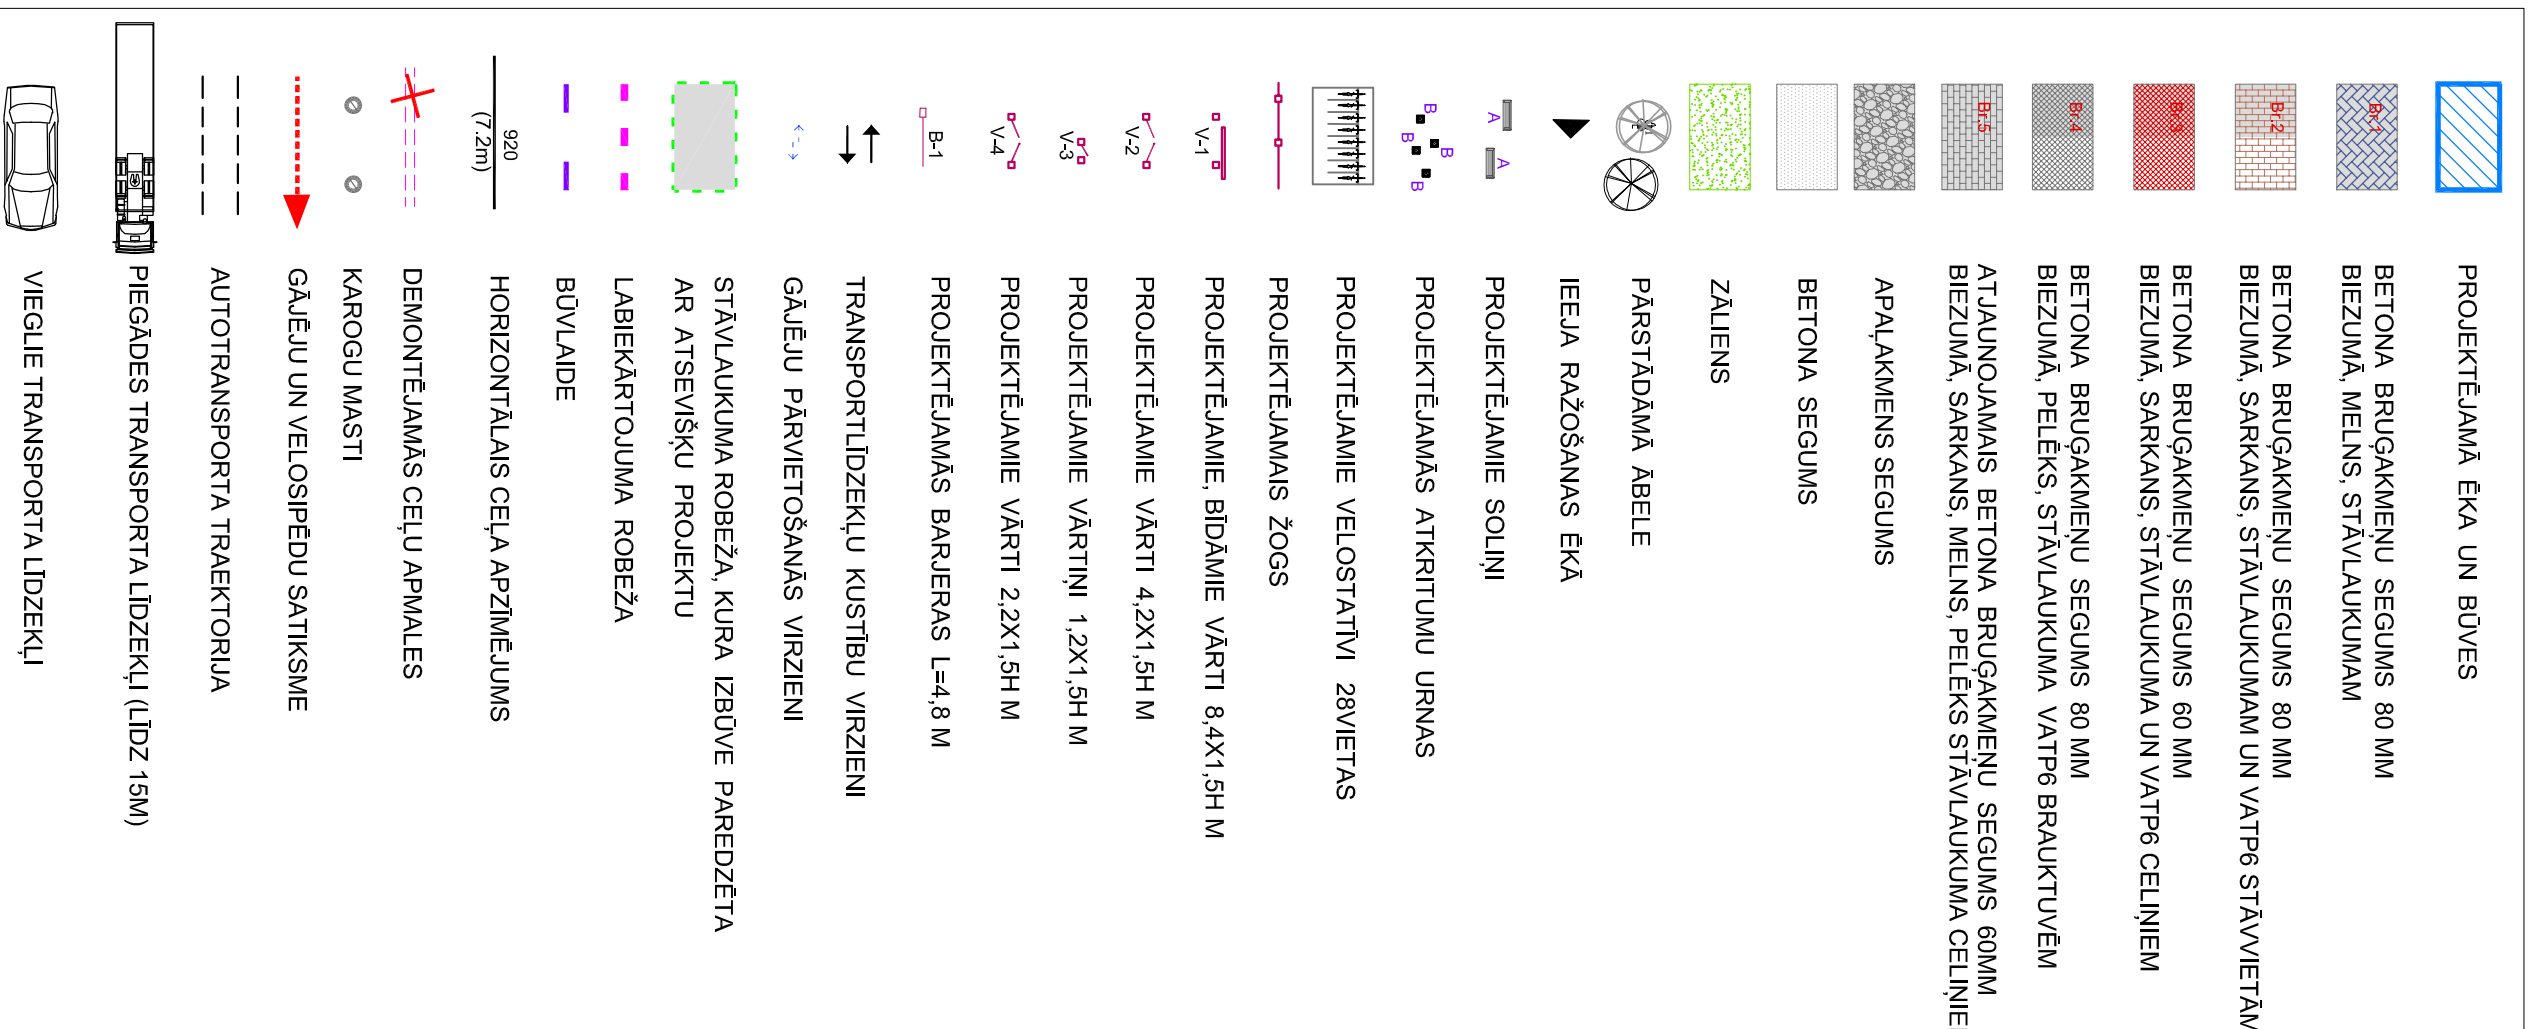 PROJEKTĒJAMĀ ĒKA UN BŪVES
Br.1
BETONA BRUĢAKMEŅU SEGUMS 80 MM
BIEZUMĀ, MELNS, STĀVLAUKUMAM
Br.2
BETONA BRUĢAKMEŅU SEGUMS 80 MM
BIEZUMĀ, SARKANS, STĀVLAUKUMAM UN VATP6 STĀVVIETĀM
Br.3
BETONA BRUĢAKMEŅU SEGUMS 60 MM
BIEZUMĀ, SARKANS, STĀVLAUKUMA UN VATP6 CELIŅIEM
Br.4
BETONA BRUĢAKMEŅU SEGUMS 80 MM
BIEZUMĀ, PELĒKS, STĀVLAUKUMA VATP6 BRAUKTUVĒM
Br.5
ATJAUNOJAMAIS BETONA BRUĢAKMEŅU SEGUMS 60MM
BIEZUMĀ, SARKANS, MELNS, PELĒKS STĀVLAUKUMA CELIŅIE
APAĻAKMENS SEGUMS
BETONA SEGUMS
ZĀLIENS
PĀRSTĀDĀMĀ ĀBELE
IEEJA RAŽOŠANAS ĒKĀ
A
A
PROJEKTĒJAMIE SOLIŅI
B
B
B
B
PROJEKTĒJAMĀS ATKRITUMU URNAS
PROJEKTĒJAMIE VELOSTATĪVI 28VIETAS
PROJEKTĒJAMAIS ŽOGS
V-1
PROJEKTĒJAMIE, BĪDĀMIE VĀRTI 8,4X1,5H M
V-2
PROJEKTĒJAMIE VĀRTI 4,2X1,5H M
V-3
PROJEKTĒJAMIE VĀRTIŅI 1,2X1,5H M
V-4
PROJEKTĒJAMIE VĀRTI 2,2X1,5H M
B-1
PROJEKTĒJAMĀS BARJERAS L=4,8 M
TRANSPORTLĪDZEKĻU KUSTĪBU VIRZIENI
GĀJĒJU PĀRVIETOŠANĀS VIRZIENI
STĀVLAUKUMA ROBEŽA, KURA IZBŪVE PAREDZĒTA
AR ATSEVIŠĶU PROJEKTU
LABIEKĀRTOJUMA ROBEŽA
BŪVLAIDE
920
(7.2m)
HORIZONTĀLAIS CEĻA APZĪMĒJUMS
DEMONTĒJAMĀS CEĻU APMALES
KAROGU MASTI
GĀJĒJU UN VELOSIPĒDU SATIKSME
AUTOTRANSPORTA TRAEKTORIJA
PIEGĀDES TRANSPORTA LĪDZEKĻI (LĪDZ 15M)
VIEGLIE TRANSPORTA LĪDZEKĻI